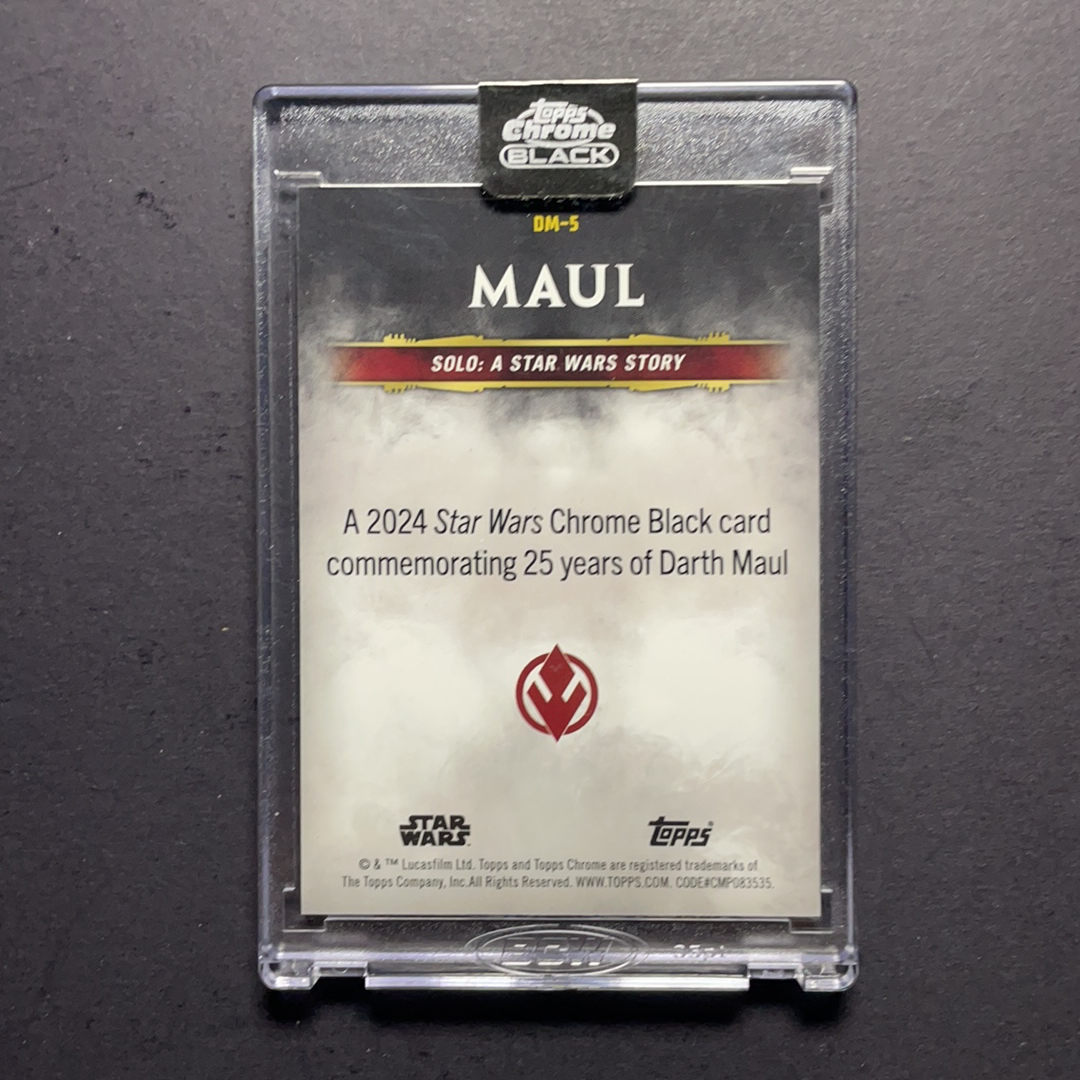 Topps
Chrome
BLACK
DM-5
MAUL
SOLO: A STAR WARS STORY
A 2024 Star Wars Chrome Black card
commemorating 25 years of Darth Maul
STAR
WARS
Topps
© & ™ Lucasfilm Ltd. Topps and Topps Chrome are registered trademarks of
The Topps Company, Inc.All Rights Reserved. WWW.TOPPS.COM. CODE#CMP083535.
BCW
35pt